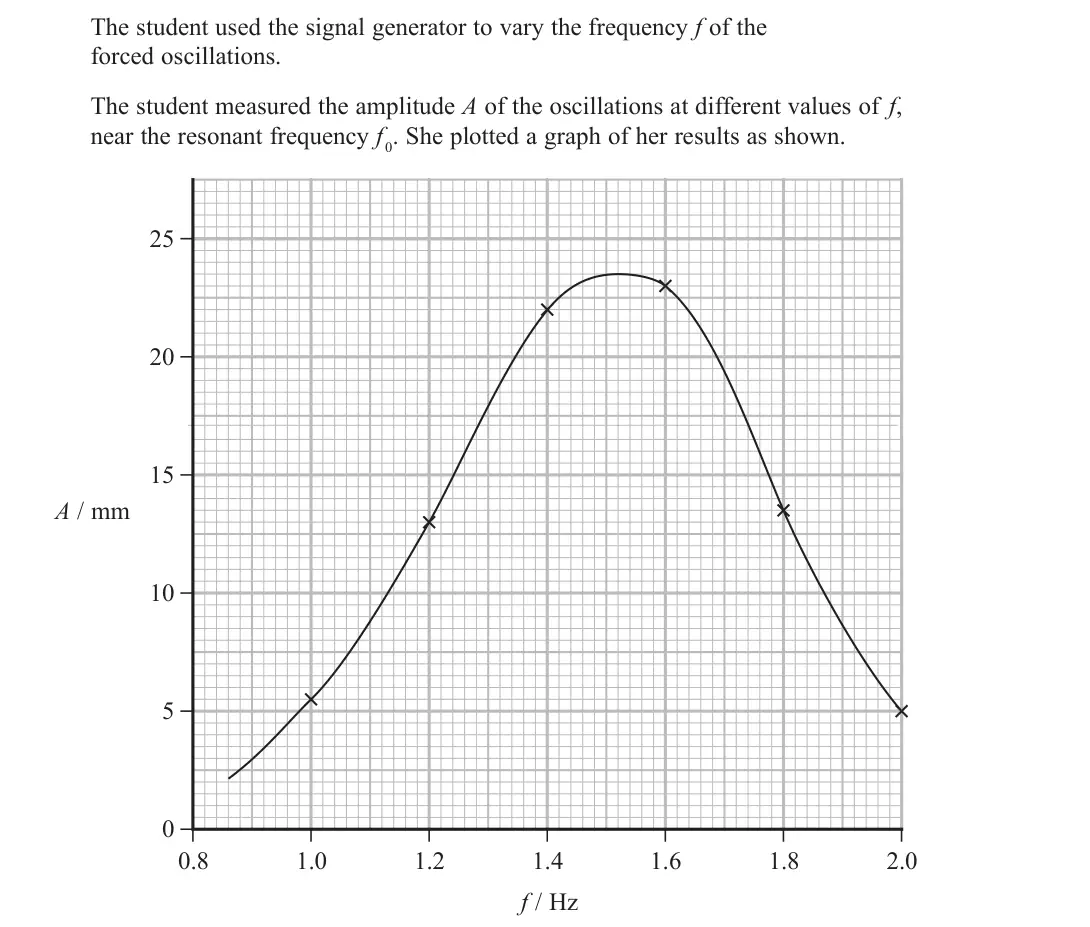 The student used the signal generator to vary the frequency f of the
forced oscillations.
The student measured the amplitude A of the oscillations at different values of f,
near the resonant frequency f₀. She plotted a graph of her results as shown.
25
20
15
A / mm
10
5
0
0.8 1.0 1.2 1.4 1.6 1.8 2.0
f / Hz